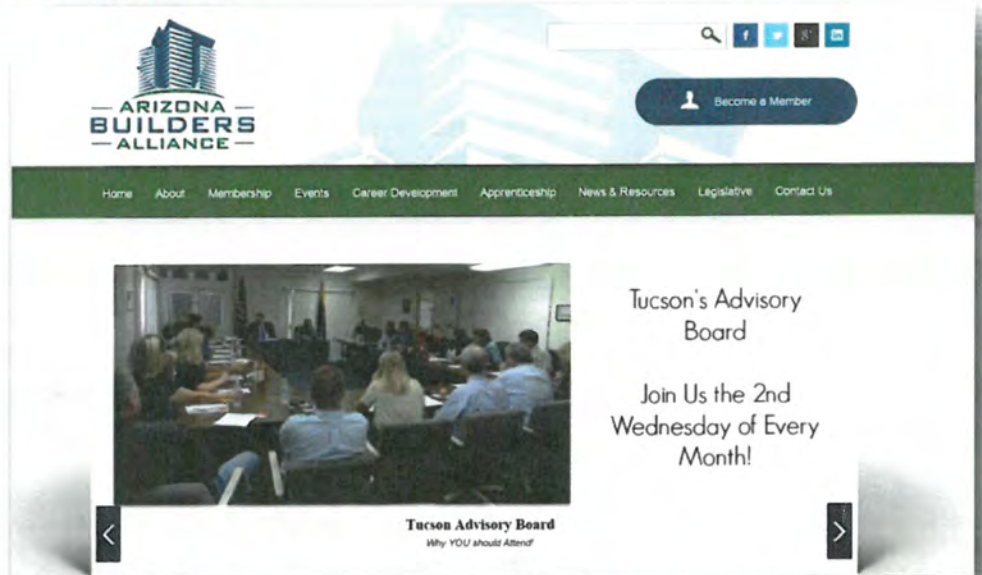 ARIZONA
BUILDERS
ALLIANCE
Become a Member
Home About Membership Events Career Development Apprenticeship News & Resources Legislative Contact Us
Tucson's Advisory
Board
Join Us the 2nd
Wednesday of Every
Month!
Tucson Advisory Board
Why YOU should Attend!